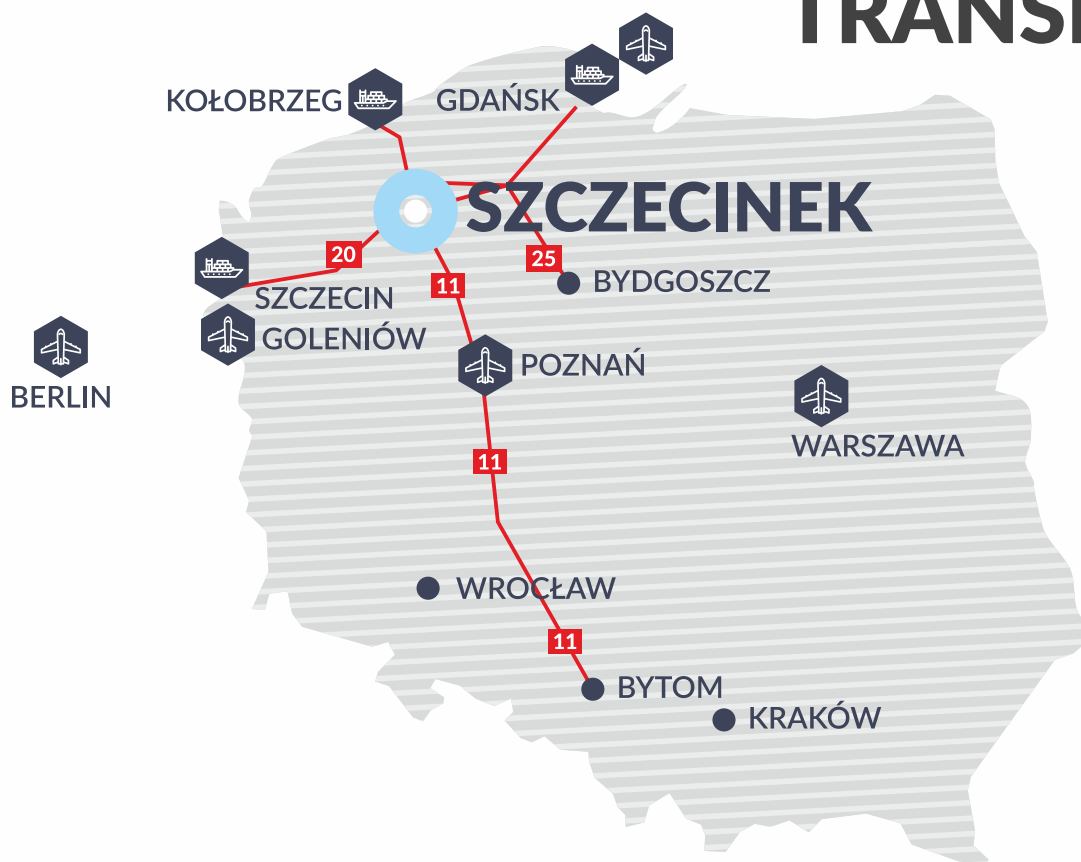 TRANS
KOŁOBRZEG
GDAŃSK
SZCZECINEK
20
25
11
BYDGOSZCZ
SZCZECIN
GOLENIÓW
POZNAŃ
BERLIN
WARSZAWA
11
WROCŁAW
11
BYTOM
KRAKÓW